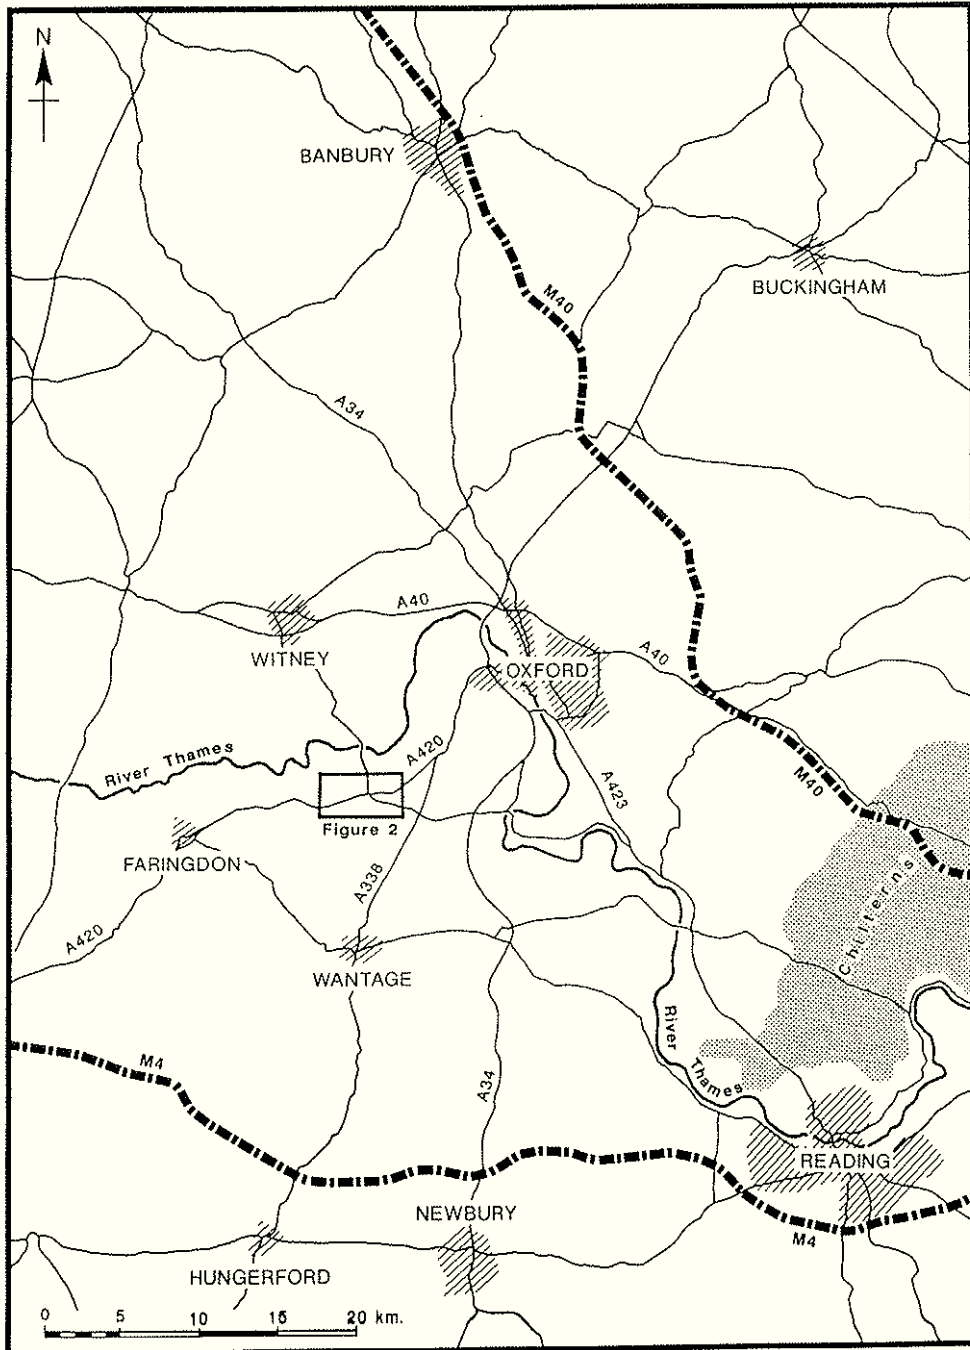 N
BANBURY
M40
BUCKINGHAM
A34
A40
WITNEY
OXFORD
A40
River Thames
A420
A423
M40
Figure 2
FARINGDON
A338
Chilterns
A420
WANTAGE
River Thames
M4
A34
READING
NEWBURY
M4
HUNGERFORD
0 5 10 15 20 km.